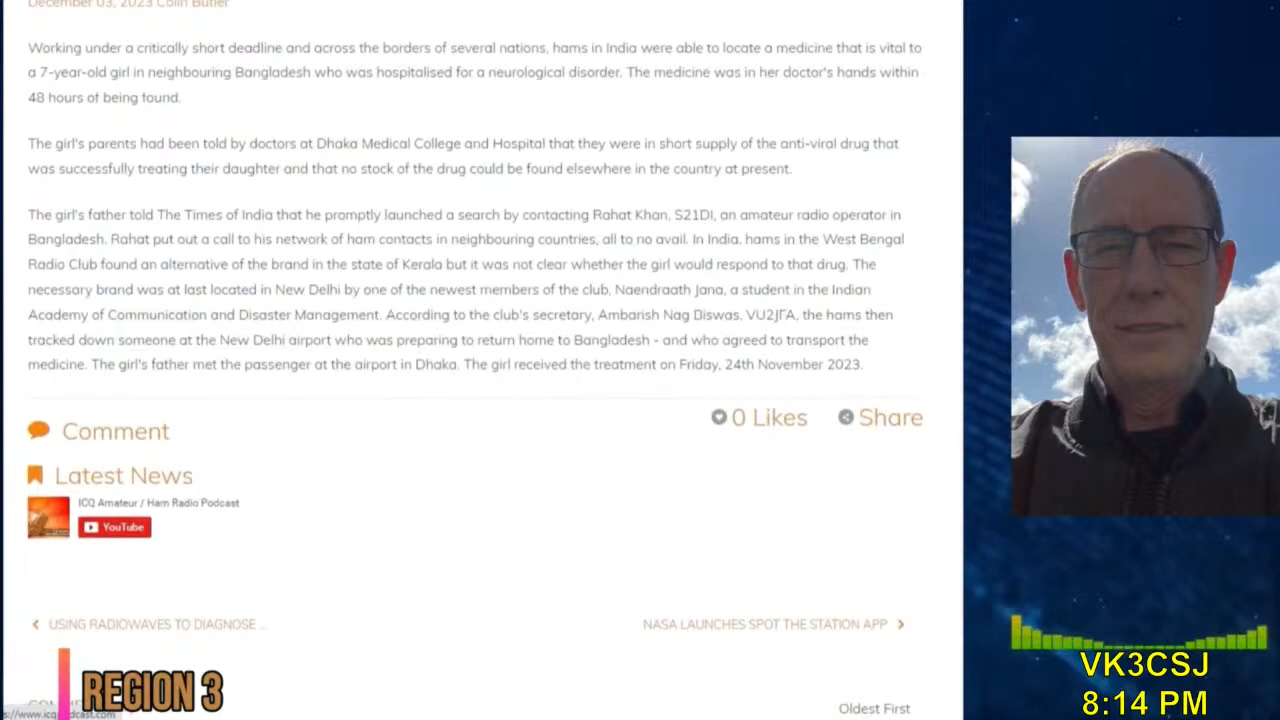 December 03, 2023 Colin Butler
Working under a critically short deadline and across the borders of several nations, hams in India were able to locate a medicine that is vital to
a 7-year-old girl in neighbouring Bangladesh who was hospitalised for a neurological disorder. The medicine was in her doctor's hands within
48 hours of being found.
The girl's parents had been told by doctors at Dhaka Medical College and Hospital that they were in short supply of the anti-viral drug that
was successfully treating their daughter and that no stock of the drug could be found elsewhere in the country at present.
The girl's father told The Times of India that he promptly launched a search by contacting Rahat Khan, S21DI, an amateur radio operator in
Bangladesh. Rahat put out a call to his network of ham contacts in neighbouring countries, all to no avail. In India, hams in the West Bengal
Radio Club found an alternative of the brand in the state of Kerala but it was not clear whether the girl would respond to that drug. The
necessary brand was at last located in New Delhi by one of the newest members of the club, Naendraath Jana, a student in the Indian
Academy of Communication and Disaster Management. According to the club's secretary, Ambarish Nag Biswas, VU2JFA, the hams then
tracked down someone at the New Delhi airport who was preparing to return home to Bangladesh - and who agreed to transport the
medicine. The girl's father met the passenger at the airport in Dhaka. The girl received the treatment on Friday, 24th November 2023.
0 Likes Share
Comment
Latest News
ICQ Amateur / Ham Radio Podcast
YouTube
USING RADIOWAVES TO DIAGNOSE ...
NASA LAUNCHES SPOT THE STATION APP
VK3CSJ
REGION 3
8:14 PM
Oldest First